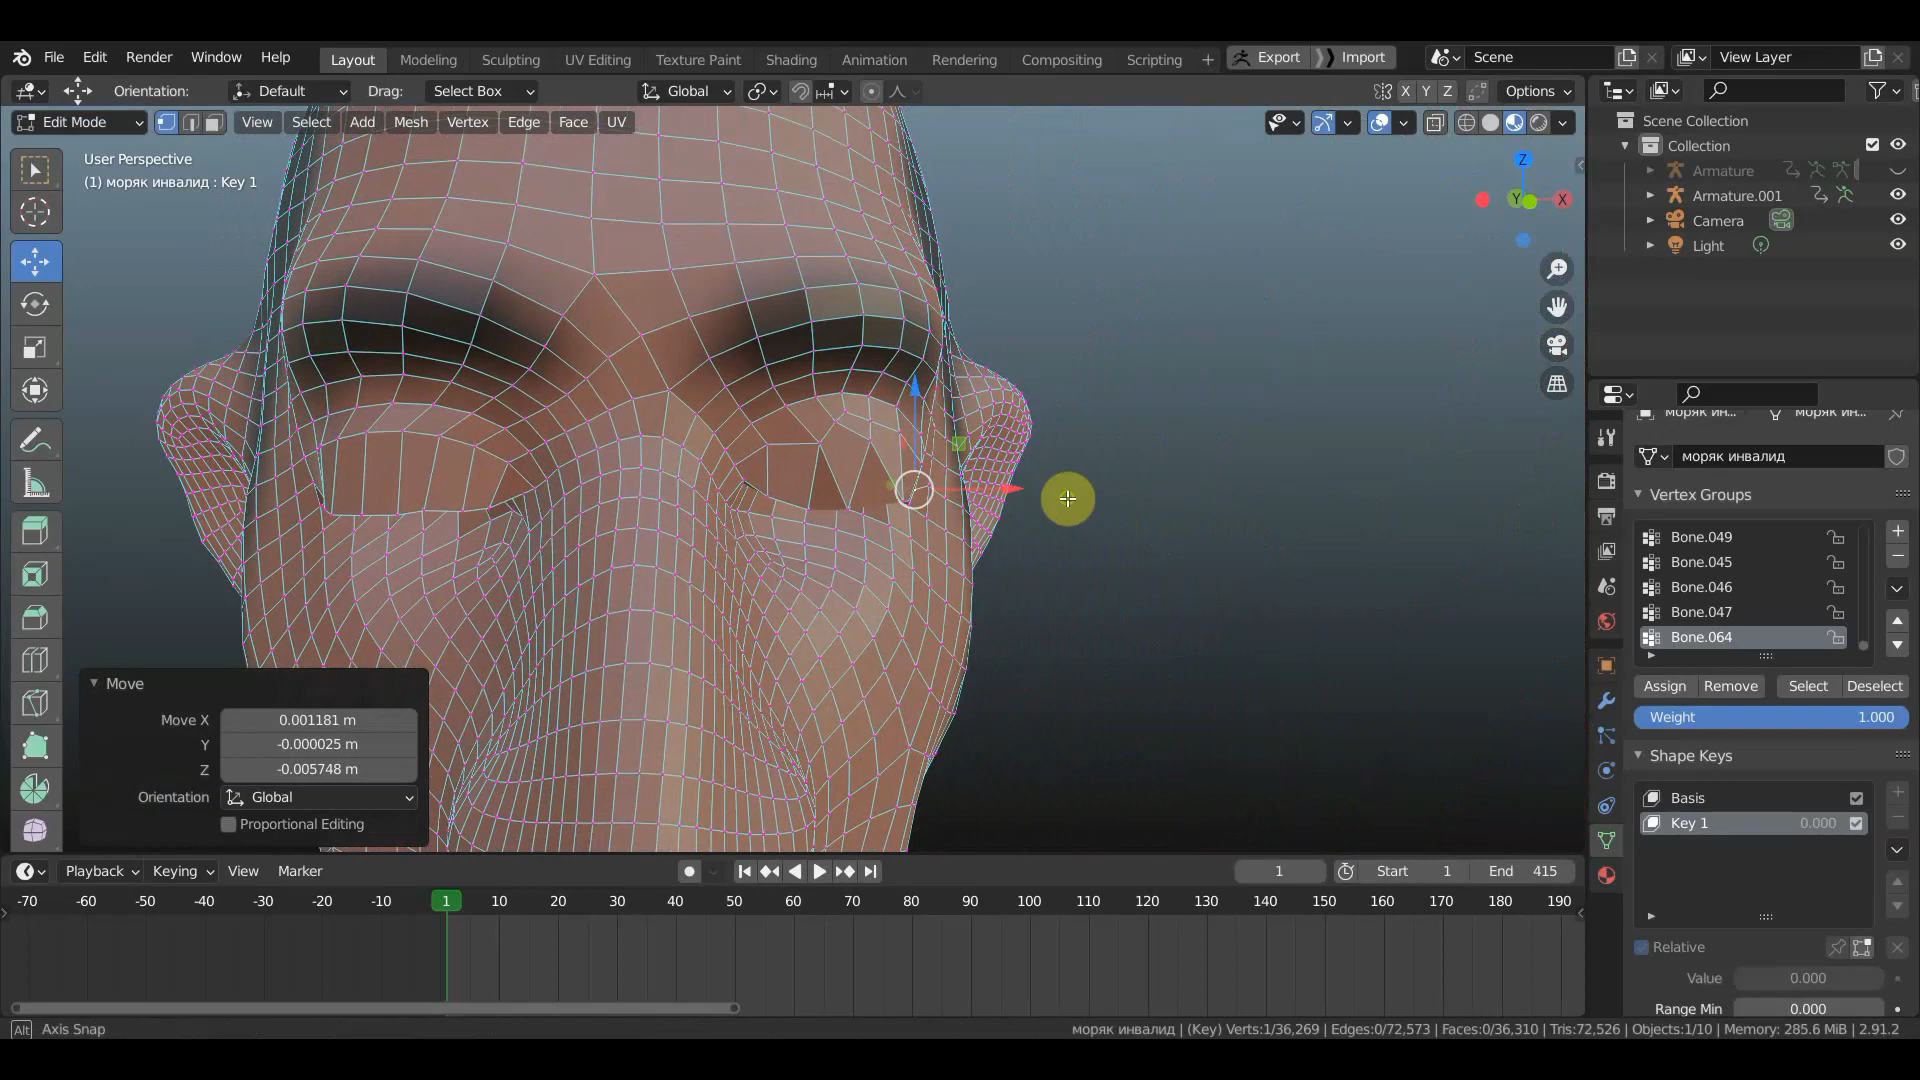 File Edit Render Window Help Layout Modeling Sculpting UV Editing Texture Paint Shading Animation Rendering Compositing Scripting + Export Import Scene View Layer
Orientation: Default Drag: Select Box Global X Y Z Options
Edit Mode View Select Add Mesh Vertex Edge Face UV
User Perspective
(1) моряк инвалид : Key 1
Z
Y
X
Scene Collection
Collection
Armature
Armature.001
Camera
Light
моряк ин... моряк ин...
моряк инвалид
Vertex Groups
Bone.049
Bone.045
Bone.046
Bone.047
Bone.064
Assign Remove Select Deselect
Weight 1.000
Shape Keys
Basis
Key 1 0.000
Relative
Value 0.000
Range Min 0.000
Move
Move X 0.001181 m
Y -0.000025 m
Z -0.005748 m
Orientation Global
Proportional Editing
Playback Keying View Marker 1 Start 1 End 415
-70 -60 -50 -40 -30 -20 -10 1 10 20 30 40 50 60 70 80 90 100 110 120 130 140 150 160 170 180 190
Alt Axis Snap моряк инвалид | (Key) Verts:1/36,269 | Edges:0/72,573 | Faces:0/36,310 | Tris:72,526 | Objects:1/10 | Memory: 285.6 MiB | 2.91.2